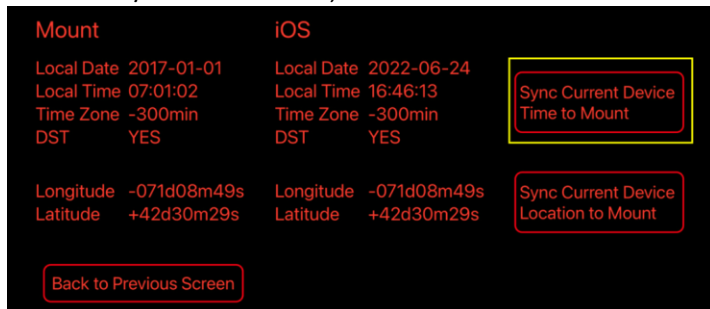 Mount iOS
Local Date 2017-01-01 Local Date 2022-06-24
Local Time 07:01:02 Local Time 16:46:13
Time Zone -300min Time Zone -300min
DST YES DST YES
Sync Current Device
Time to Mount
Longitude -071d08m49s Longitude -071d08m49s
Latitude +42d30m29s Latitude +42d30m29s
Sync Current Device
Location to Mount
Back to Previous Screen